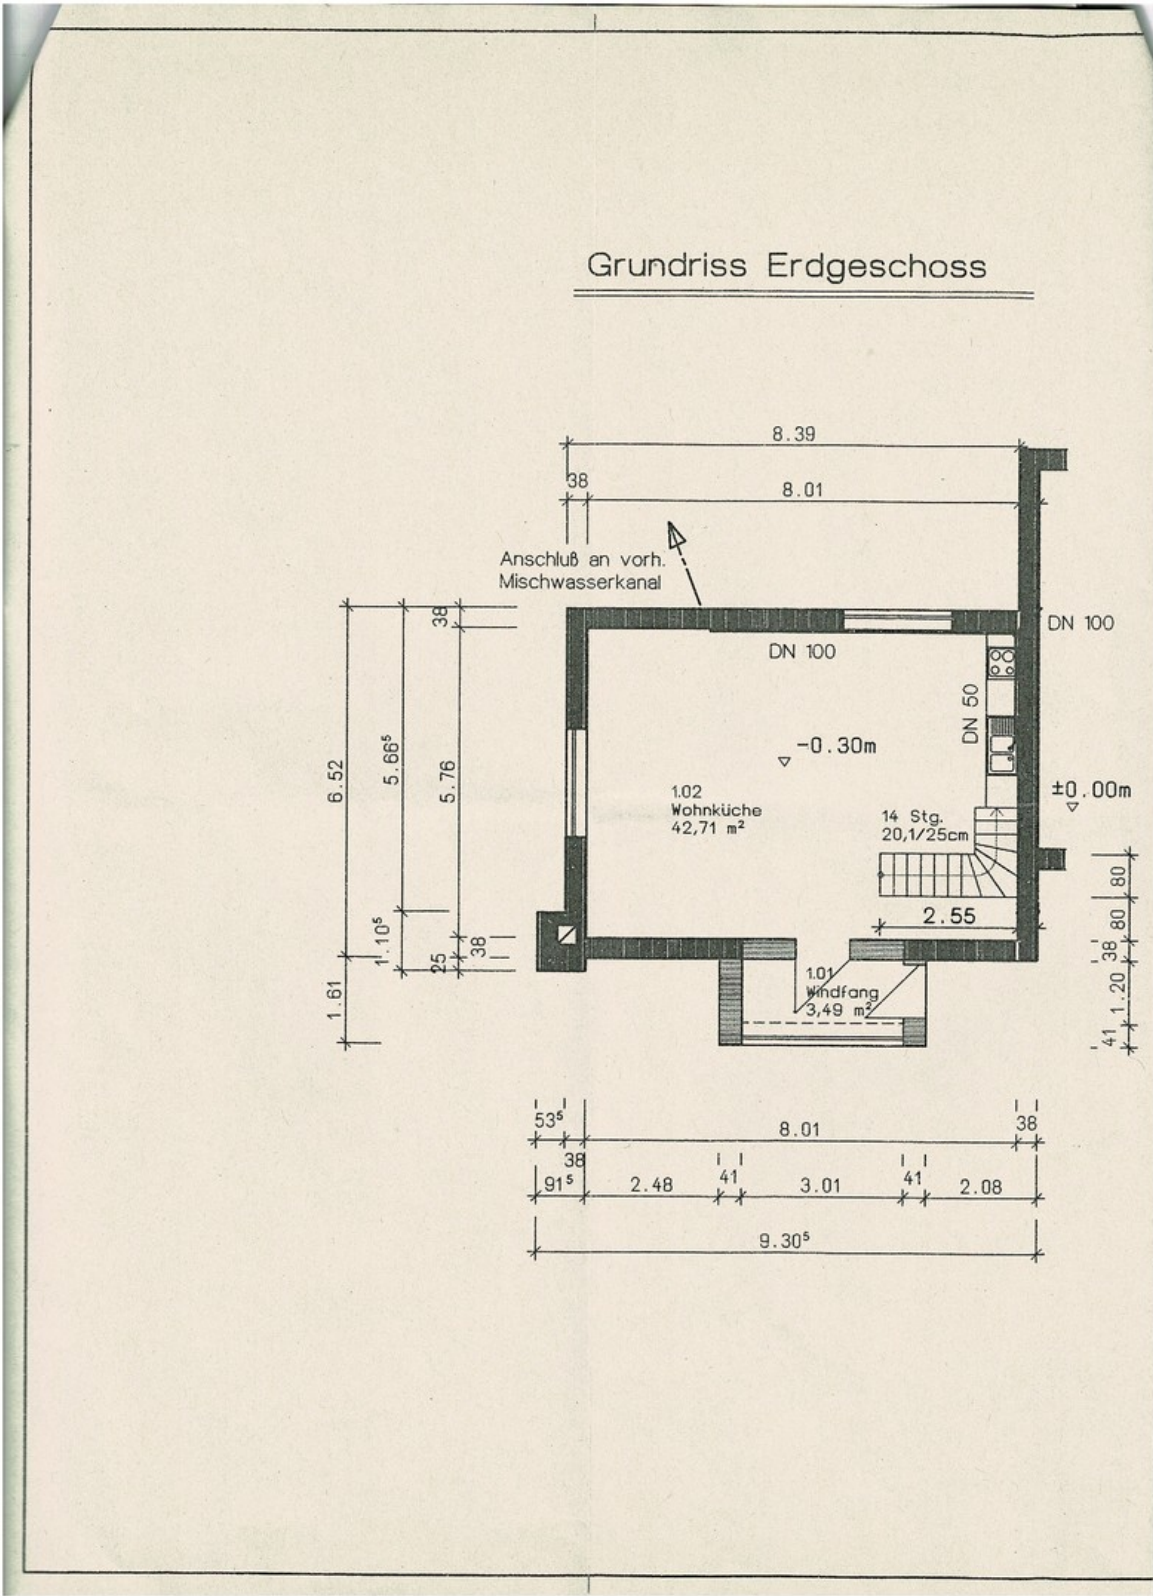 Grundriss Erdgeschoss
8.39
38
8.01
Anschluß an vorh.
Mischwasserkanal
38
DN 100
DN 100
DN 50
-0.30m
6.52
5.66⁵
5.76
±0.00m
1.02
Wohnküche
42,71 m²
14 Stg.
20,1/25cm
80
2.55
80
1.10⁵
38
25
38
1.61
1.01
Windfang
3,49 m²
1.20
41
53⁵
38
8.01
38
91⁵
2.48
41
3.01
41
2.08
9.30⁵